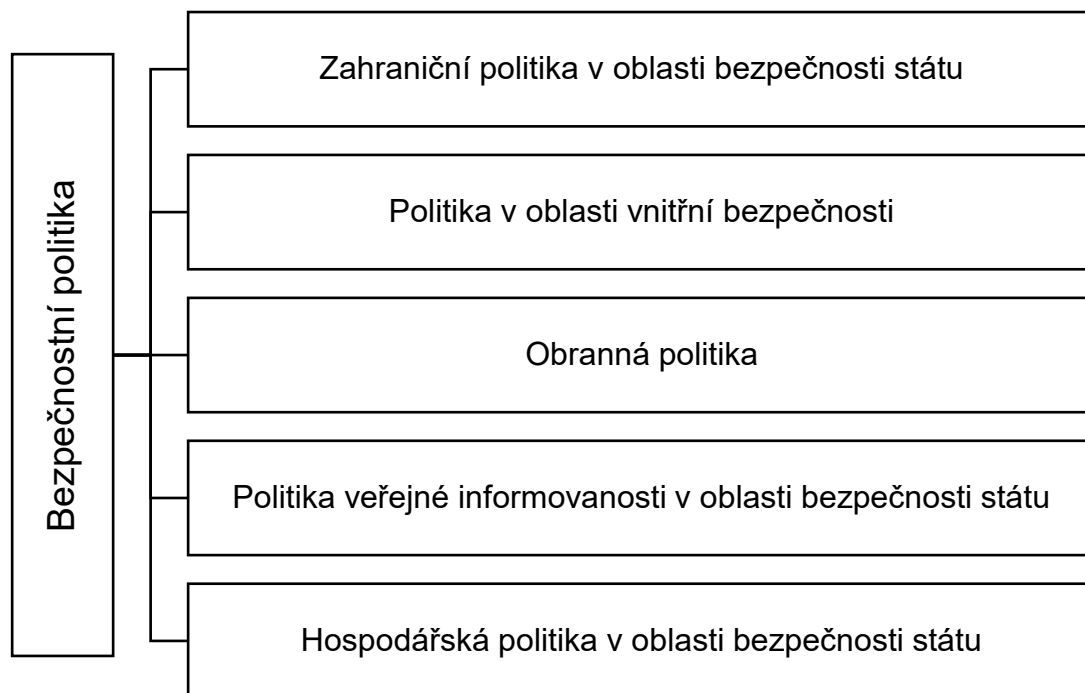 Bezpečnostní politika
Zahraniční politika v oblasti bezpečnosti státu
Politika v oblasti vnitřní bezpečnosti
Obranná politika
Politika veřejné informovanosti v oblasti bezpečnosti státu
Hospodářská politika v oblasti bezpečnosti státu